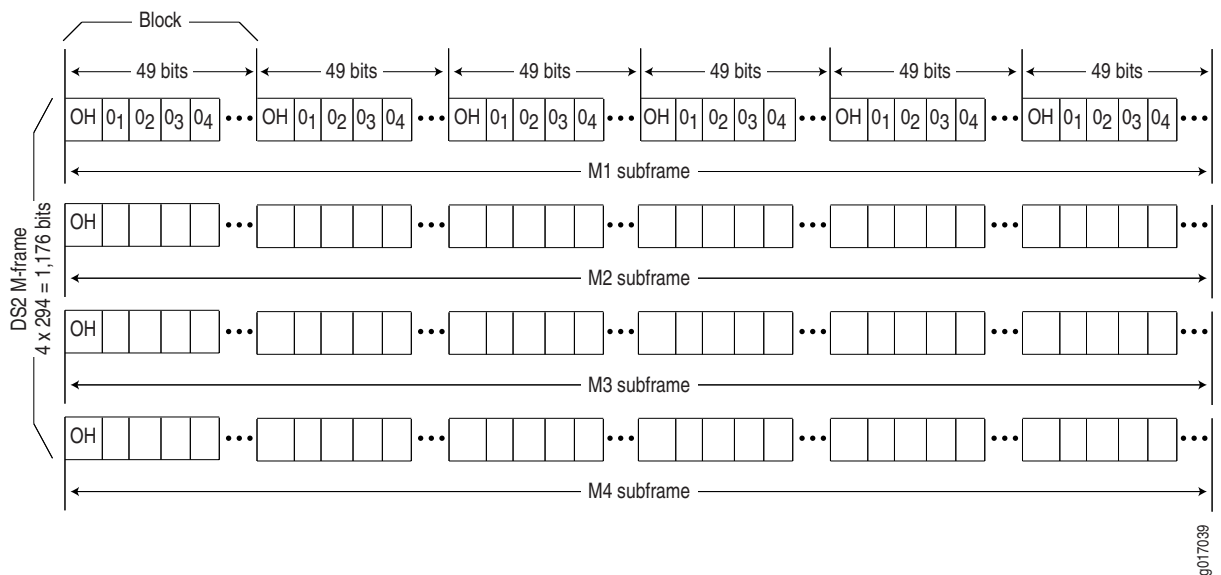 Block
49 bits 49 bits 49 bits 49 bits 49 bits 49 bits
OH 0₁ 0₂ 0₃ 0₄ ••• OH 0₁ 0₂ 0₃ 0₄ ••• OH 0₁ 0₂ 0₃ 0₄ ••• OH 0₁ 0₂ 0₃ 0₄ ••• OH 0₁ 0₂ 0₃ 0₄ ••• OH 0₁ 0₂ 0₃ 0₄ •••
M1 subframe
DS2 M-frame
4 x 294 = 1,176 bits
OH ••• ••• ••• ••• ••• •••
M2 subframe
OH ••• ••• ••• ••• ••• •••
M3 subframe
OH ••• ••• ••• ••• ••• •••
M4 subframe
g017039